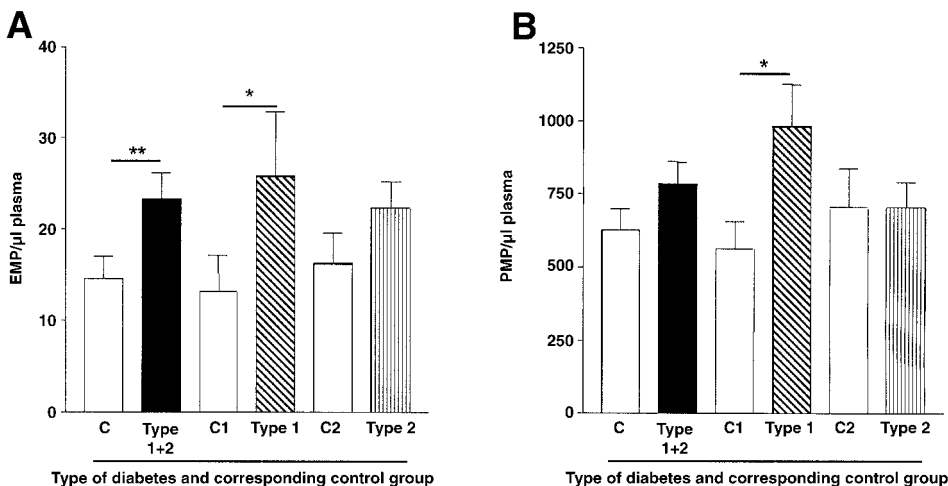 A
EMP/µl plasma
40
30
20
10
0
**
*
C
Type
1+2
C1
Type 1
C2
Type 2
Type of diabetes and corresponding control group
B
PMP/µl plasma
1250
1000
750
500
250
0
*
C
Type
1+2
C1
Type 1
C2
Type 2
Type of diabetes and corresponding control group